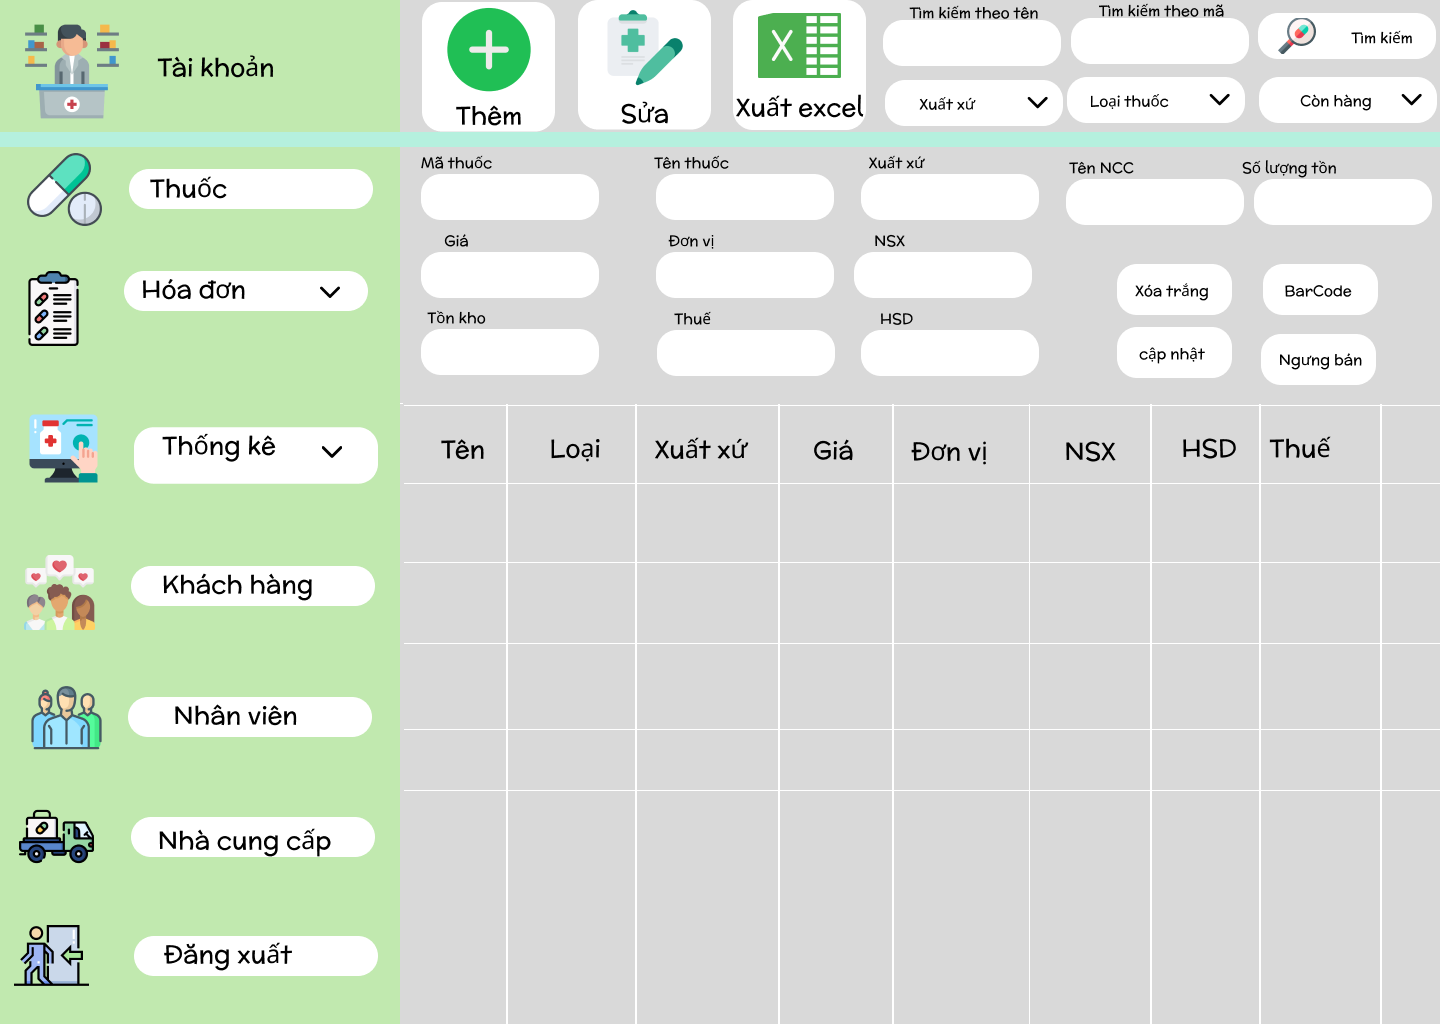 Tài khoản
Thêm
Sửa
Xuất excel
Tìm kiếm theo tên
Tìm kiếm theo mã
Tìm kiếm
Xuất xứ
Loại thuốc
Còn hàng
Thuốc
Hóa đơn
Thống kê
Khách hàng
Nhân viên
Nhà cung cấp
Đăng xuất
Mã thuốc
Tên thuốc
Xuất xứ
Tên NCC
Số lượng tồn
Giá
Đơn vị
NSX
Xóa trắng
BarCode
Tồn kho
Thuế
HSD
cập nhật
Ngưng bán
Tên
Loại
Xuất xứ
Giá
Đơn vị
NSX
HSD
Thuế